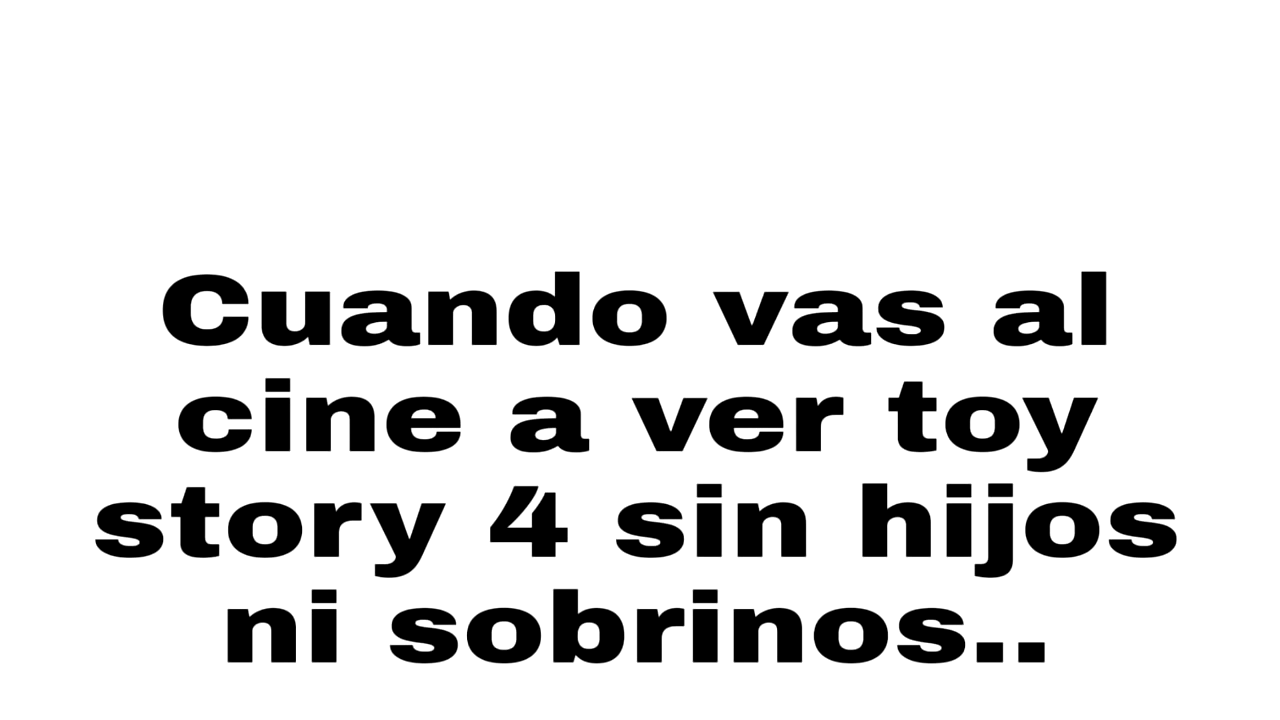 Cuando vas al
cine a ver toy
story 4 sin hijos
ni sobrinos..